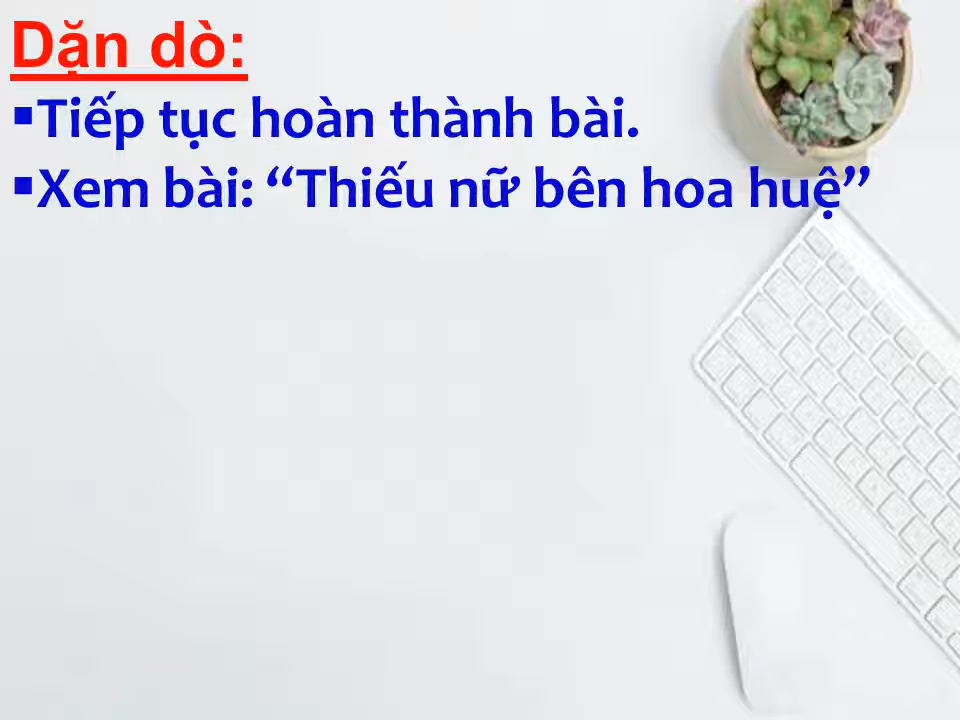 Dặn dò:
▪Tiếp tục hoàn thành bài.
▪Xem bài: “Thiếu nữ bên hoa huệ”